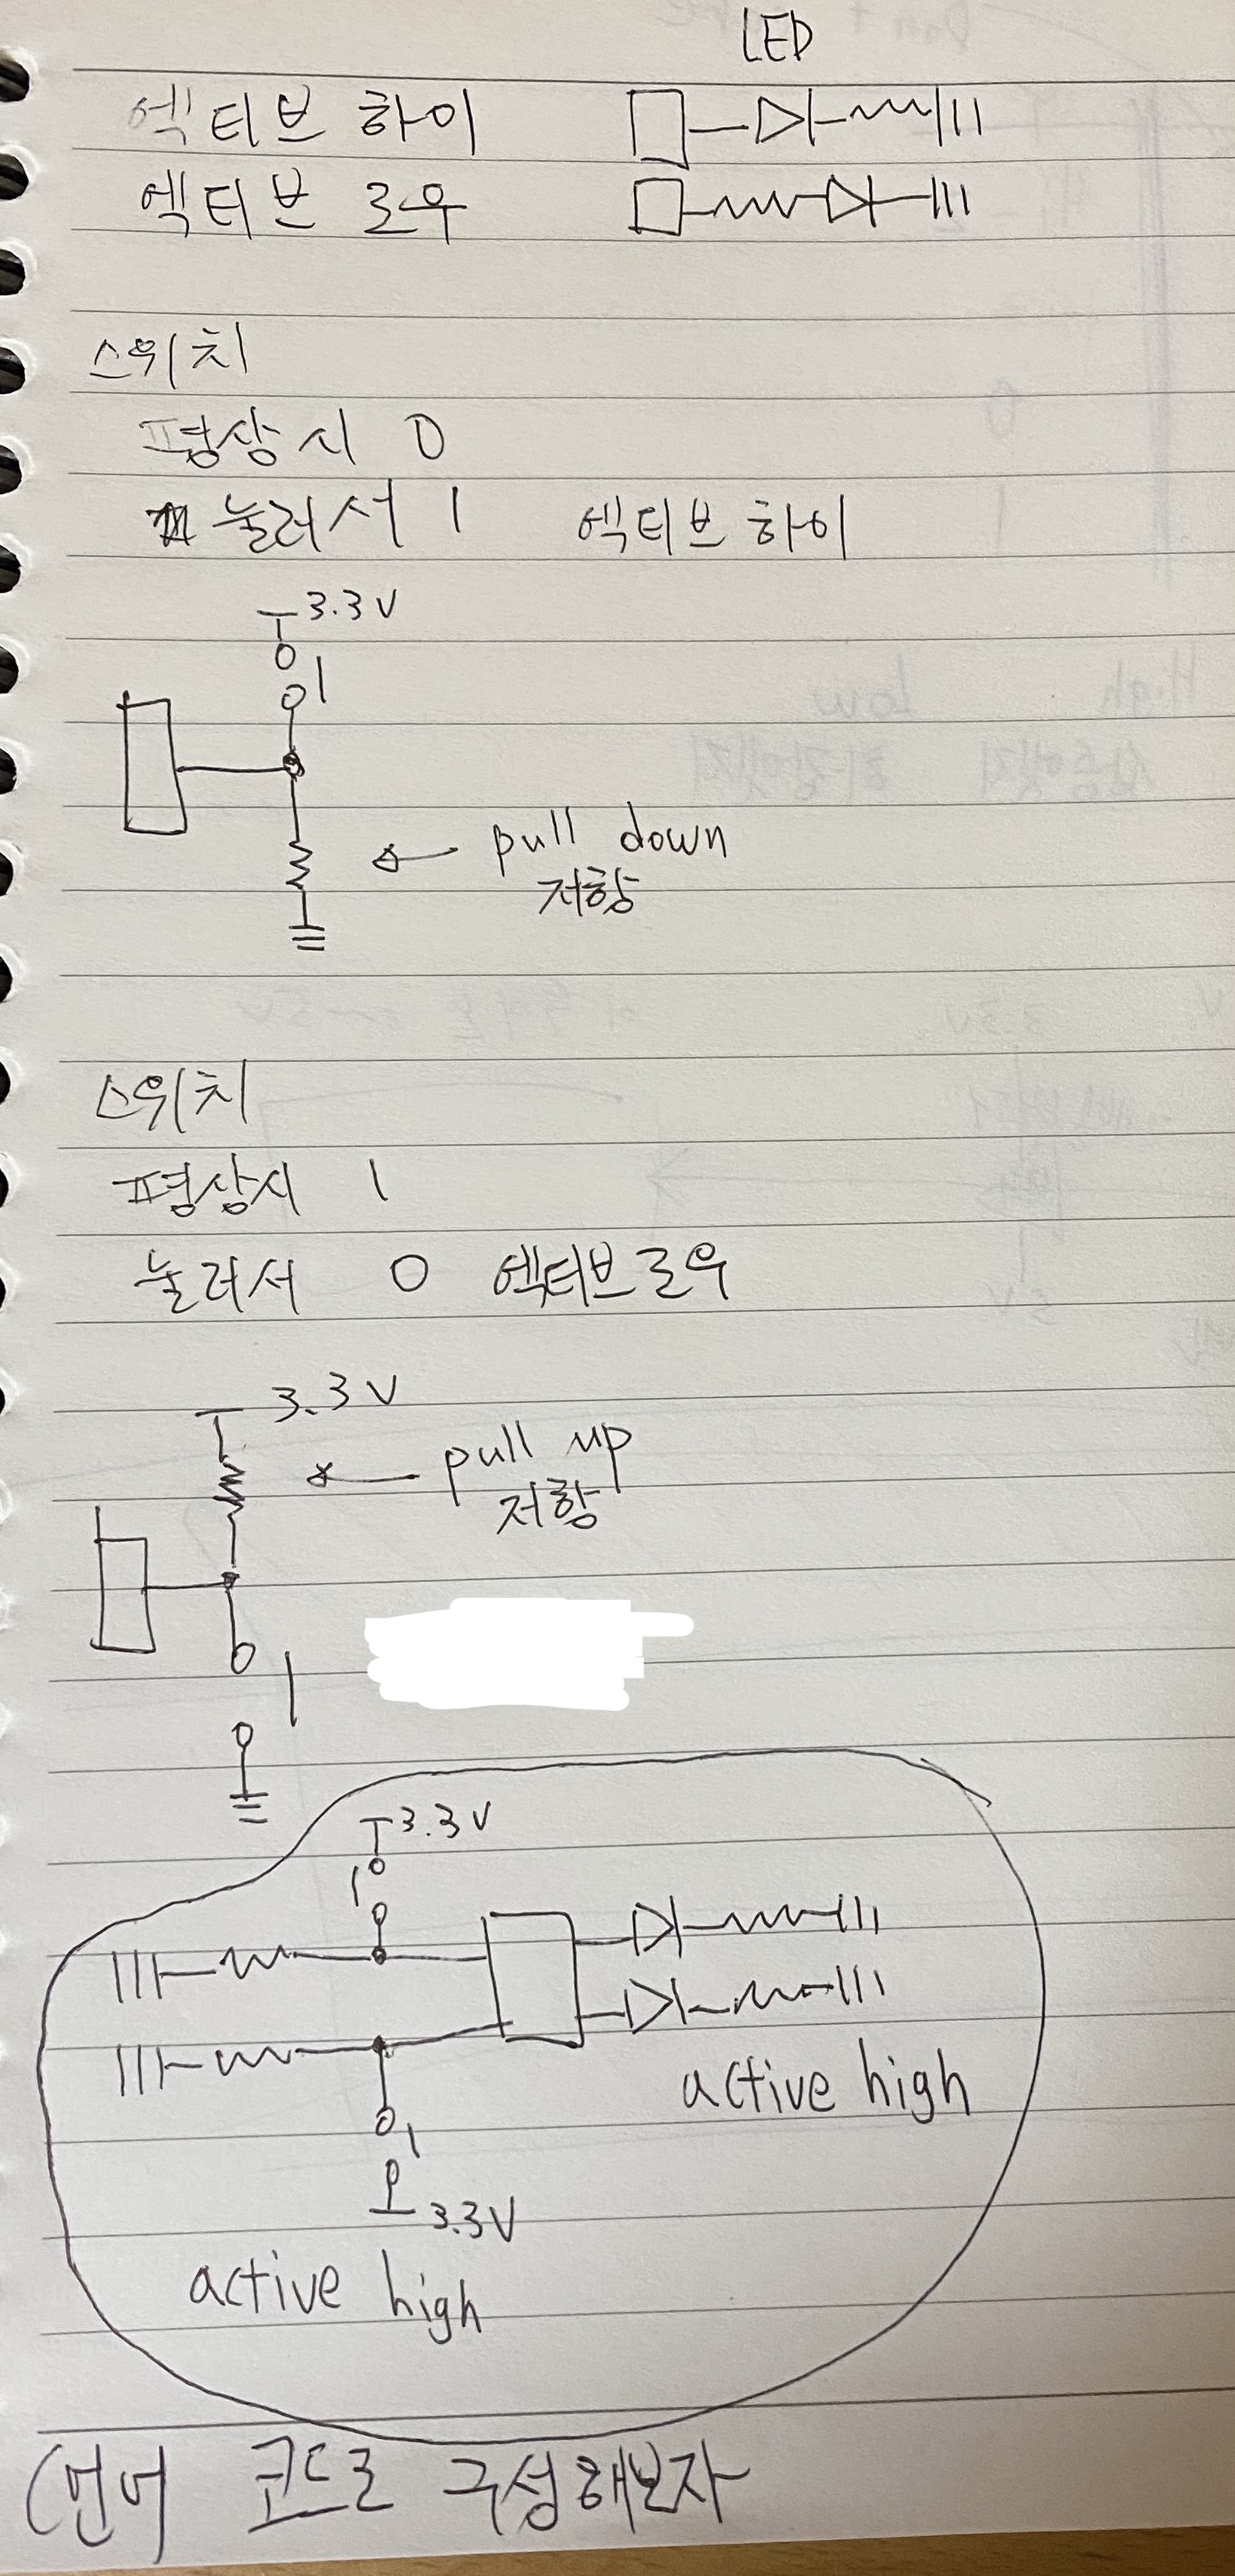 LED
엑티브 하이
엑티브 로우
스위치
평상시 0
눌러서 1 엑티브 하이
3.3V
pull down
저항
스위치
평상시 1
눌러서 0 엑티브로우
3.3V
pull up
저항
3.3V
active high
3.3V
active high
C언어 코드로 구성해보자